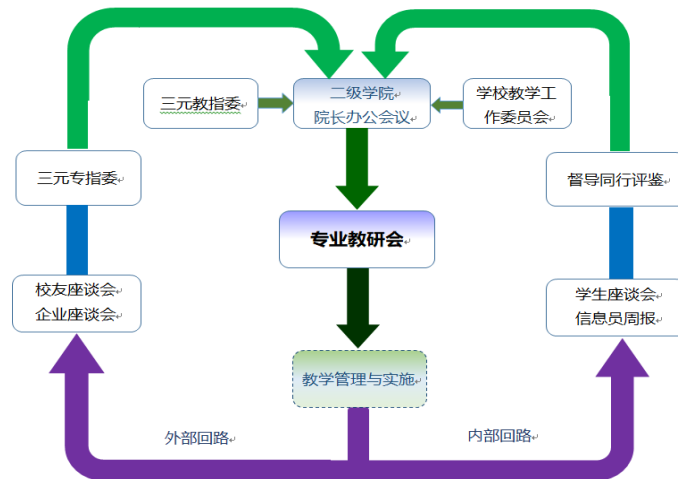 二级学院
院长办公会议
三元教指委
学校教学工
作委员会
三元专指委
督导同行评鉴
专业教研会
校友座谈会
企业座谈会
学生座谈会
信息员周报
教学管理与实施
外部回路
内部回路